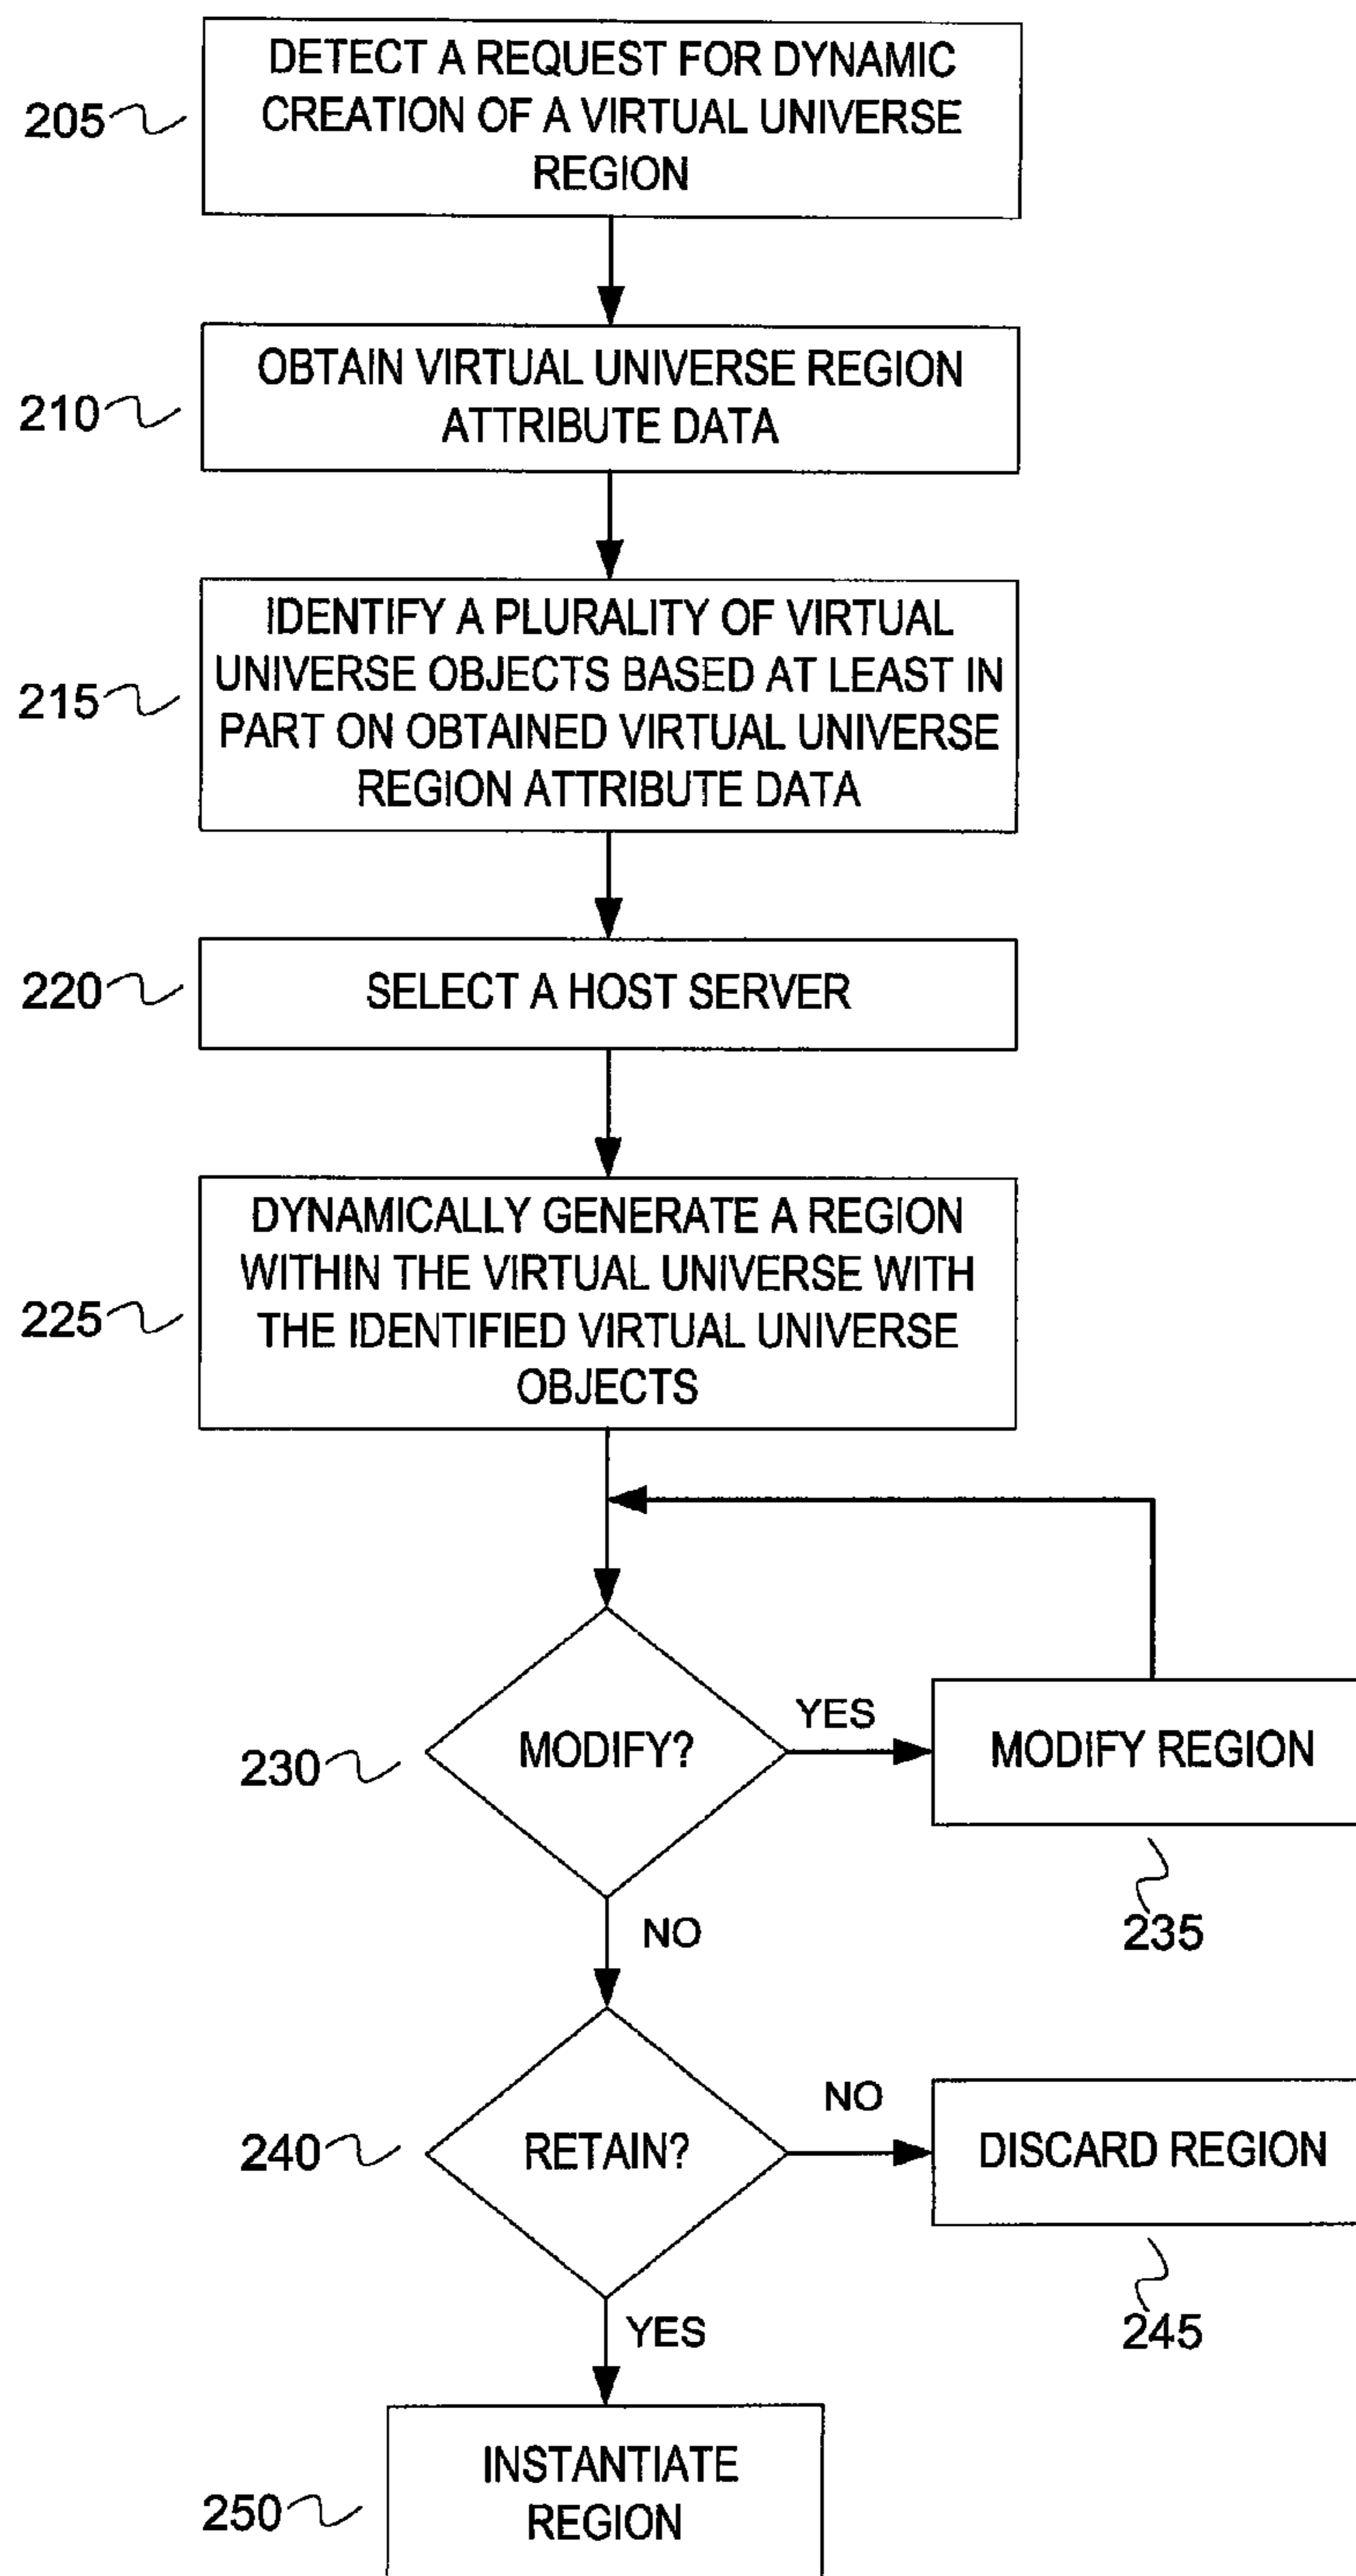 DETECT A REQUEST FOR DYNAMIC
CREATION OF A VIRTUAL UNIVERSE
REGION
205
OBTAIN VIRTUAL UNIVERSE REGION
ATTRIBUTE DATA
210
IDENTIFY A PLURALITY OF VIRTUAL
UNIVERSE OBJECTS BASED AT LEAST IN
PART ON OBTAINED VIRTUAL UNIVERSE
REGION ATTRIBUTE DATA
215
SELECT A HOST SERVER
220
DYNAMICALLY GENERATE A REGION
WITHIN THE VIRTUAL UNIVERSE WITH
THE IDENTIFIED VIRTUAL UNIVERSE
OBJECTS
225
MODIFY?
230
YES
MODIFY REGION
235
NO
RETAIN?
240
NO
DISCARD REGION
245
YES
INSTANTIATE
REGION
250